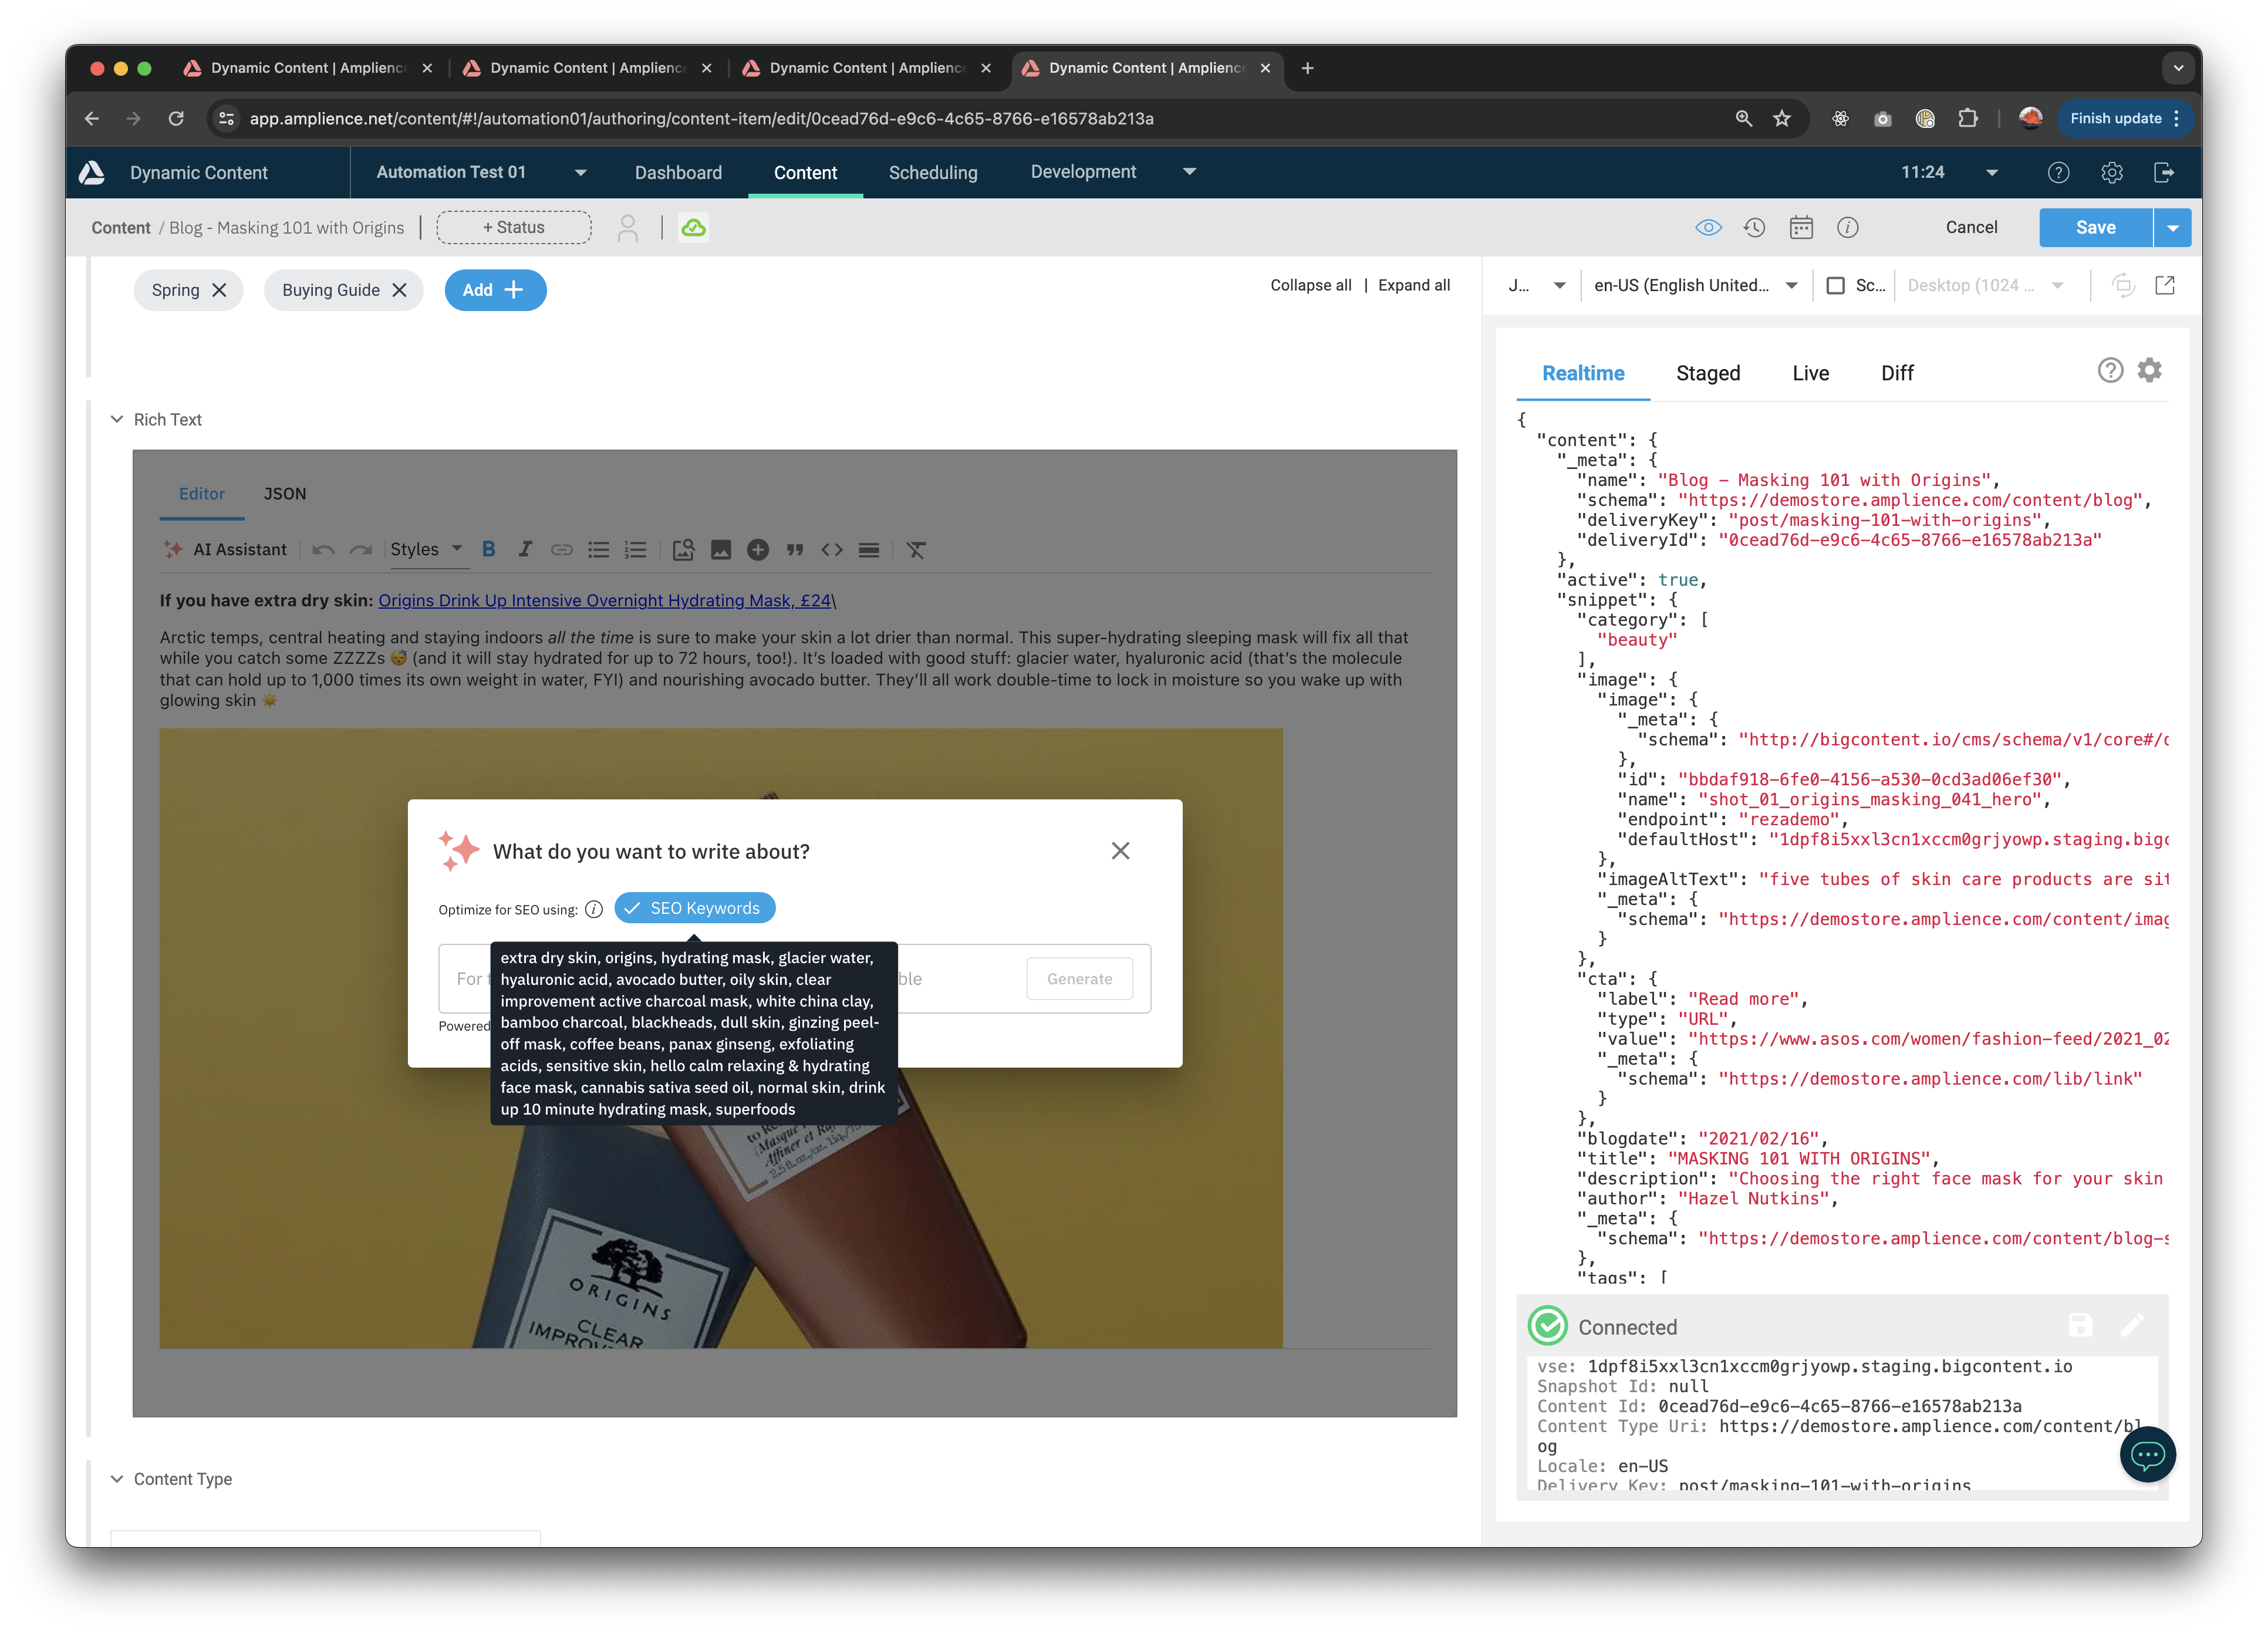 Dynamic Content | Amplience
Dynamic Content | Amplience
Dynamic Content | Amplience
Dynamic Content | Amplience
app.amplience.net/content/#!/automation01/authoring/content-item/edit/0cead76d-e9c6-4c65-8766-e16578ab213a
Finish update
Dynamic Content
Automation Test 01
Dashboard
Content
Scheduling
Development
11:24
Content / Blog - Masking 101 with Origins
+ Status
Cancel
Save
Spring
Buying Guide
Add +
Collapse all | Expand all
Rich Text
Editor
JSON
AI Assistant
Styles
B I
If you have extra dry skin: Origins Drink Up Intensive Overnight Hydrating Mask, £24\
Arctic temps, central heating and staying indoors all the time is sure to make your skin a lot drier than normal. This super-hydrating sleeping mask will fix all that
while you catch some ZZZZs 😴 (and it will stay hydrated for up to 72 hours, too!). It's loaded with good stuff: glacier water, hyaluronic acid (that's the molecule
that can hold up to 1,000 times its own weight in water, FYI) and nourishing avocado butter. They'll all work double-time to lock in moisture so you wake up with
glowing skin ☀️
What do you want to write about?
Optimize for SEO using:
SEO Keywords
For
ble
Generate
Powered
extra dry skin, origins, hydrating mask, glacier water,
hyaluronic acid, avocado butter, oily skin, clear
improvement active charcoal mask, white china clay,
bamboo charcoal, blackheads, dull skin, ginzing peel-
off mask, coffee beans, panax ginseng, exfoliating
acids, sensitive skin, hello calm relaxing & hydrating
face mask, cannabis sativa seed oil, normal skin, drink
up 10 minute hydrating mask, superfoods
Masque
Affiner et
2.5 fl.oz./oz. liq./
ORIGINS
CLEAR
IMPROV
Content Type
J...
en-US (English United...
Sc...
Desktop (1024 ...
Realtime
Staged
Live
Diff
{
"content": {
"_meta": {
"name": "Blog - Masking 101 with Origins",
"schema": "https://demostore.amplience.com/content/blog",
"deliveryKey": "post/masking-101-with-origins",
"deliveryId": "0cead76d-e9c6-4c65-8766-e16578ab213a"
},
"active": true,
"snippet": {
"category": [
"beauty"
],
"image": {
"image": {
"_meta": {
"schema": "http://bigcontent.io/cms/schema/v1/core#/d
},
"id": "bbdaf918-6fe0-4156-a530-0cd3ad06ef30",
"name": "shot_01_origins_masking_041_hero",
"endpoint": "rezademo",
"defaultHost": "1dpf8i5xxl3cn1xccm0grjyowp.staging.bigc
},
"imageAltText": "five tubes of skin care products are sit
"_meta": {
"schema": "https://demostore.amplience.com/content/imag
}
},
"cta": {
"label": "Read more",
"type": "URL",
"value": "https://www.asos.com/women/fashion-feed/2021_02
"_meta": {
"schema": "https://demostore.amplience.com/lib/link"
}
},
"blogdate": "2021/02/16",
"title": "MASKING 101 WITH ORIGINS",
"description": "Choosing the right face mask for your skin
"author": "Hazel Nutkins",
"_meta": {
"schema": "https://demostore.amplience.com/content/blog-s
},
"tags": [
Connected
vse: 1dpf8i5xxl3cn1xccm0grjyowp.staging.bigcontent.io
Snapshot Id: null
Content Id: 0cead76d-e9c6-4c65-8766-e16578ab213a
Content Type Uri: https://demostore.amplience.com/content/bl
og
Locale: en-US
Delivery Key: post/masking-101-with-origins